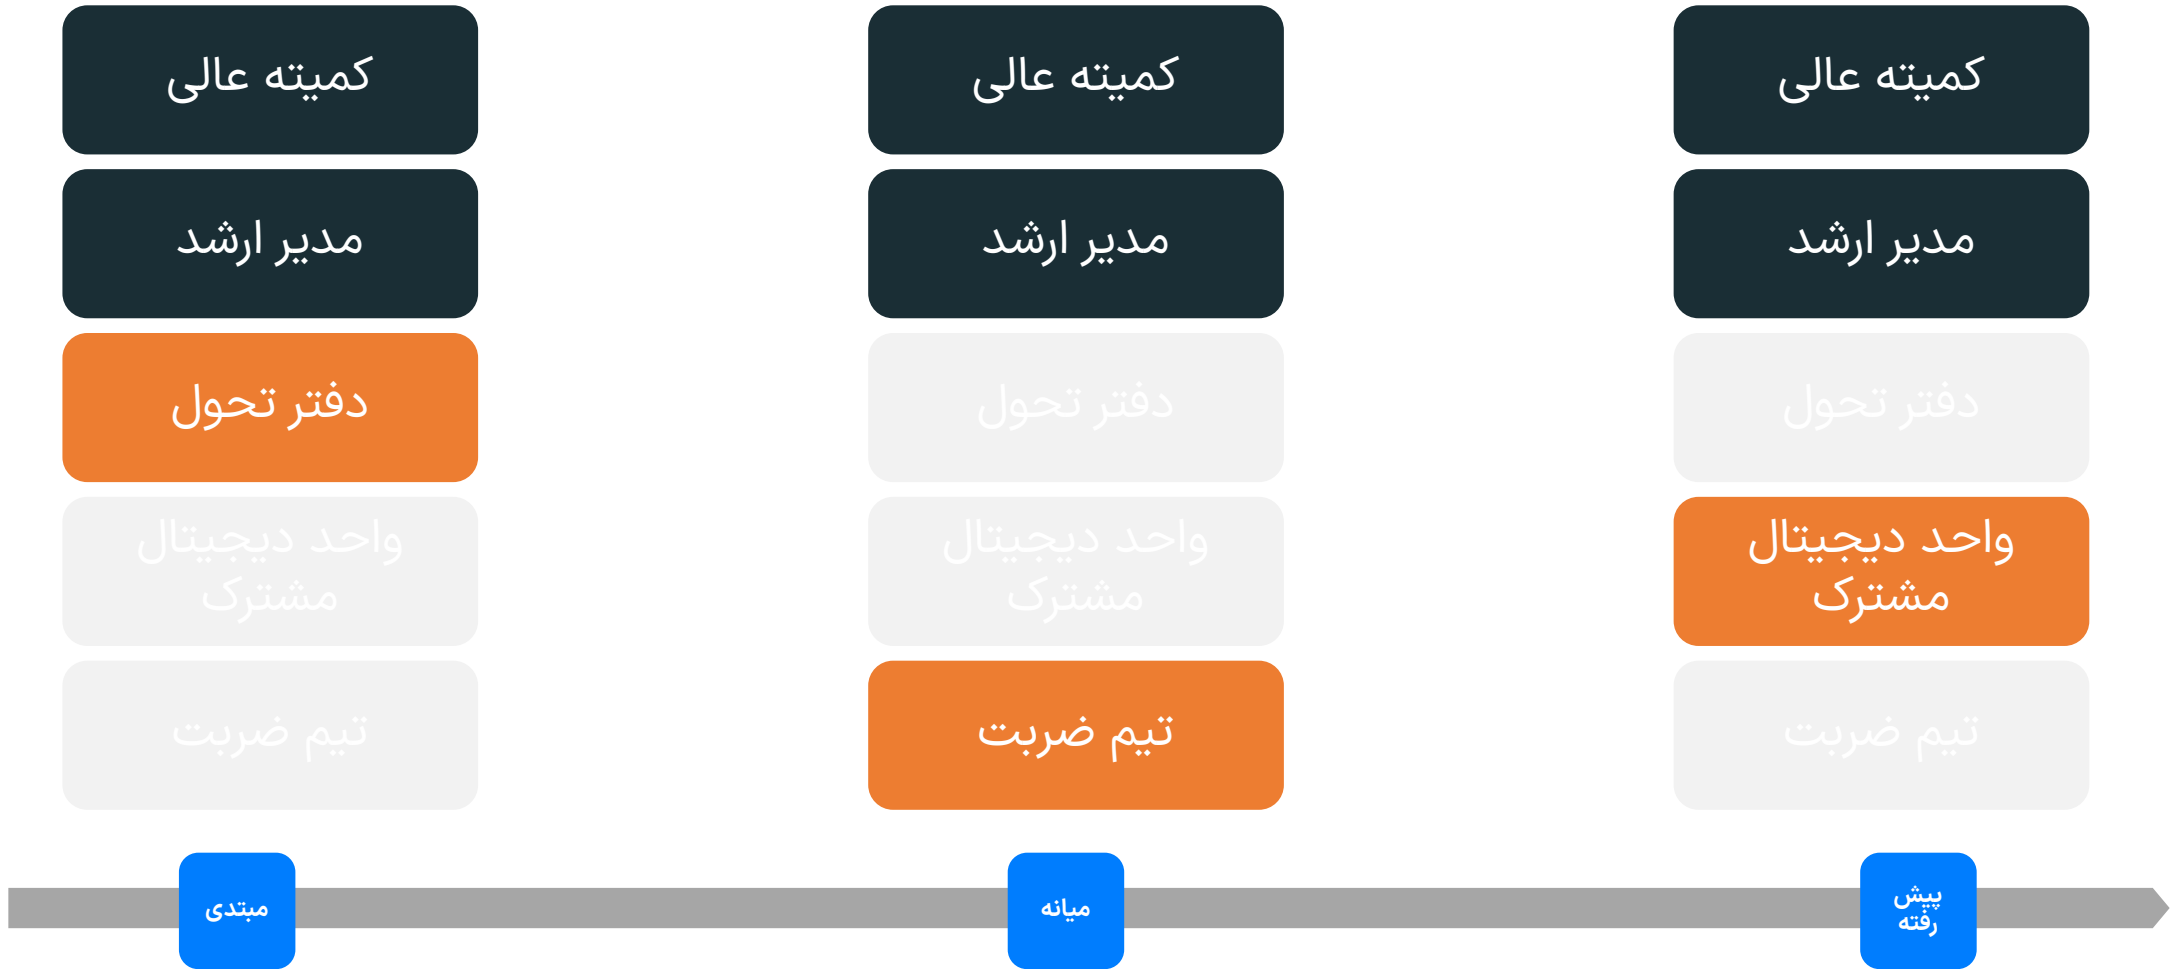 کمیته عالی
مدیر ارشد
دفتر تحول
واحد دیجیتال
مشترک
تیم ضربت
کمیته عالی
مدیر ارشد
دفتر تحول
واحد دیجیتال
مشترک
تیم ضربت
کمیته عالی
مدیر ارشد
دفتر تحول
واحد دیجیتال
مشترک
تیم ضربت
مبتدی
میانه
پیش
رفته